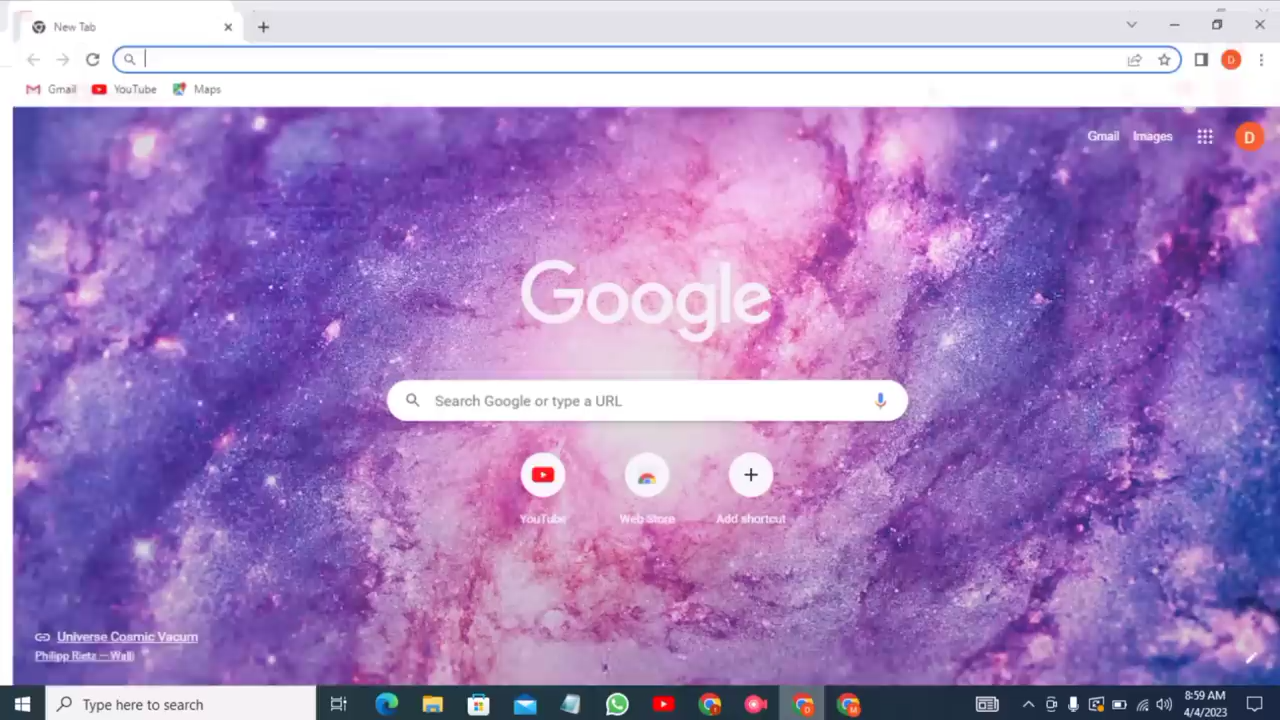 New Tab
Gmail YouTube Maps
D
Gmail Images D
Google
Search Google or type a URL
YouTube Web Store Add shortcut
Universe Cosmic Vacum
Philipp Rietz — Walli
Type here to search
8:59 AM
4/4/2023